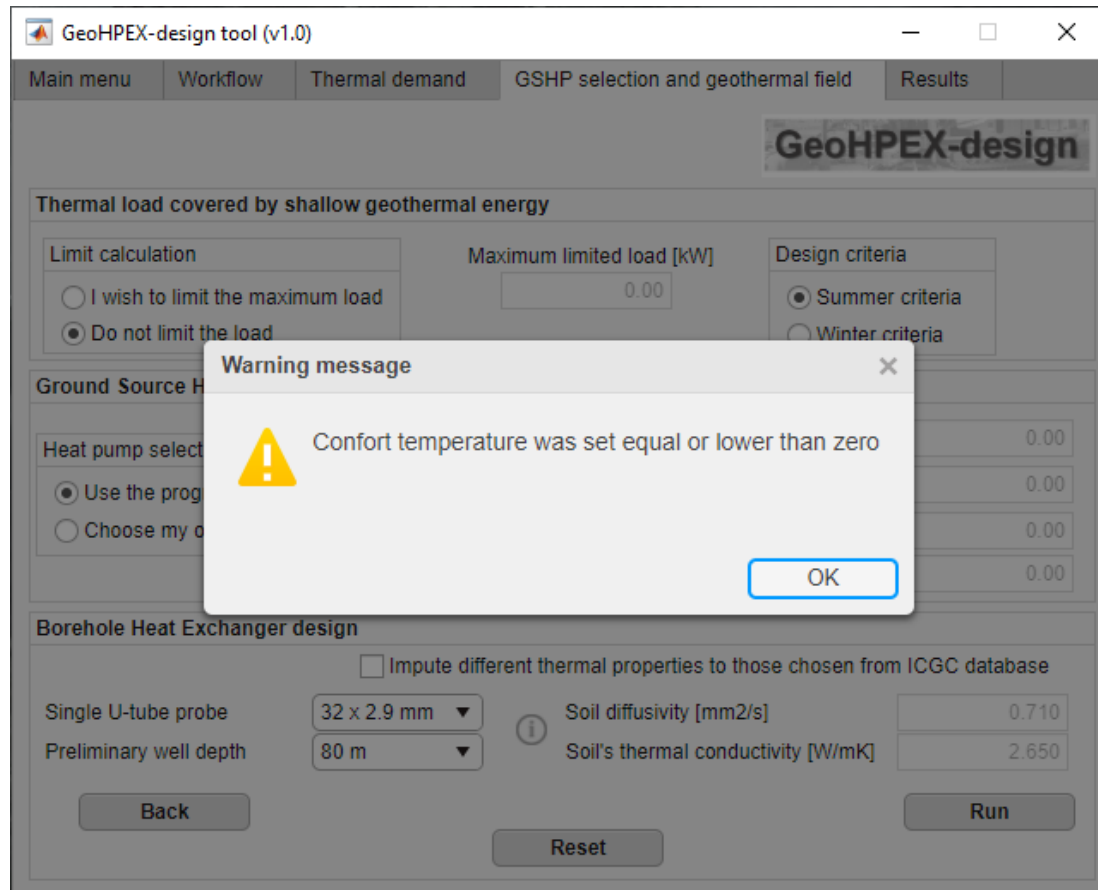 GeoHPEX-design tool (v1.0)
Main menu Workflow Thermal demand GSHP selection and geothermal field Results
GeoHPEX-design
Thermal load covered by shallow geothermal energy
Limit calculation
I wish to limit the maximum load
Do not limit the load
Maximum limited load [kW]
0.00
Design criteria
Summer criteria
Winter criteria
Ground Source H
Heat pump select
Use the prog
Choose my o
0.00
0.00
0.00
0.00
Warning message
Confort temperature was set equal or lower than zero
OK
Borehole Heat Exchanger design
Impute different thermal properties to those chosen from ICGC database
Single U-tube probe 32 x 2.9 mm Soil diffusivity [mm2/s] 0.710
Preliminary well depth 80 m Soil's thermal conductivity [W/mK] 2.650
Back Run
Reset